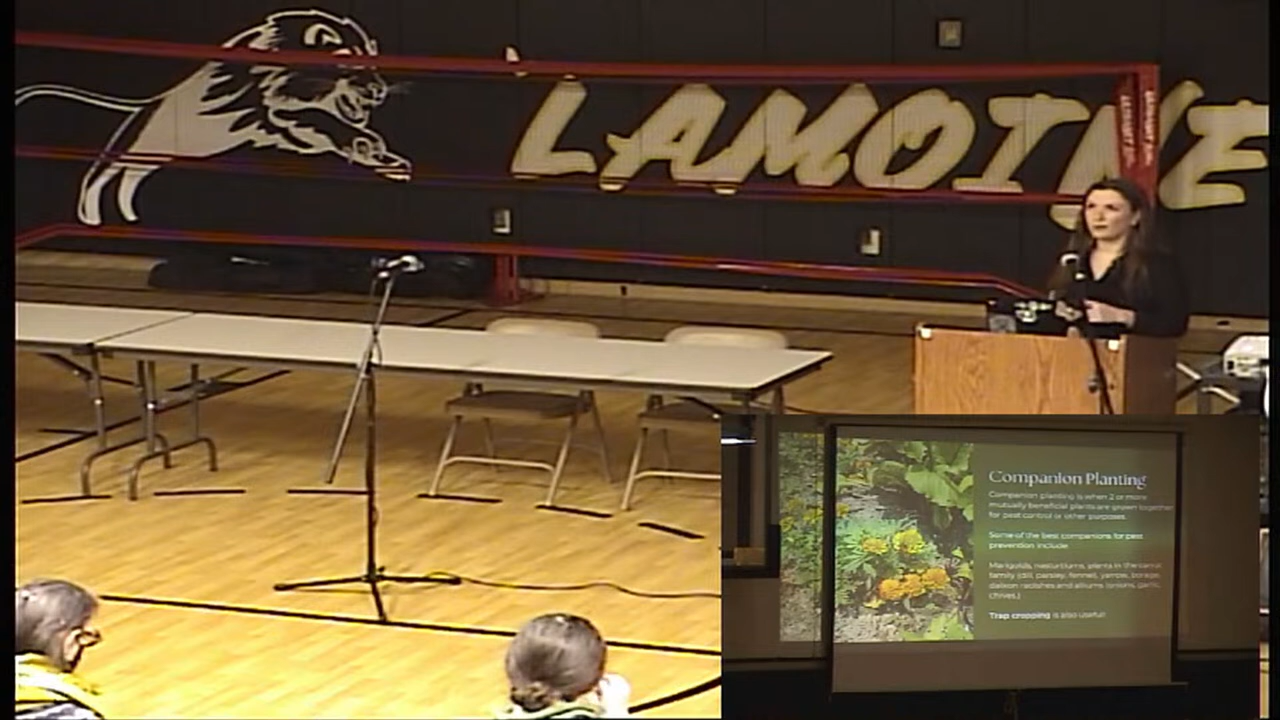 LAMOINE
Companion Planting
Companion planting is when 2 or more
mutually beneficial plants are grown together
for pest control or other purposes.
Some of the best companions for pest
prevention include:
Marigolds, nasturtiums, plants in the carrot
family (dill, parsley, fennel), yarrow, borage,
daikon radishes and alliums (onions, garlic,
chives.)
Trap cropping is also useful!